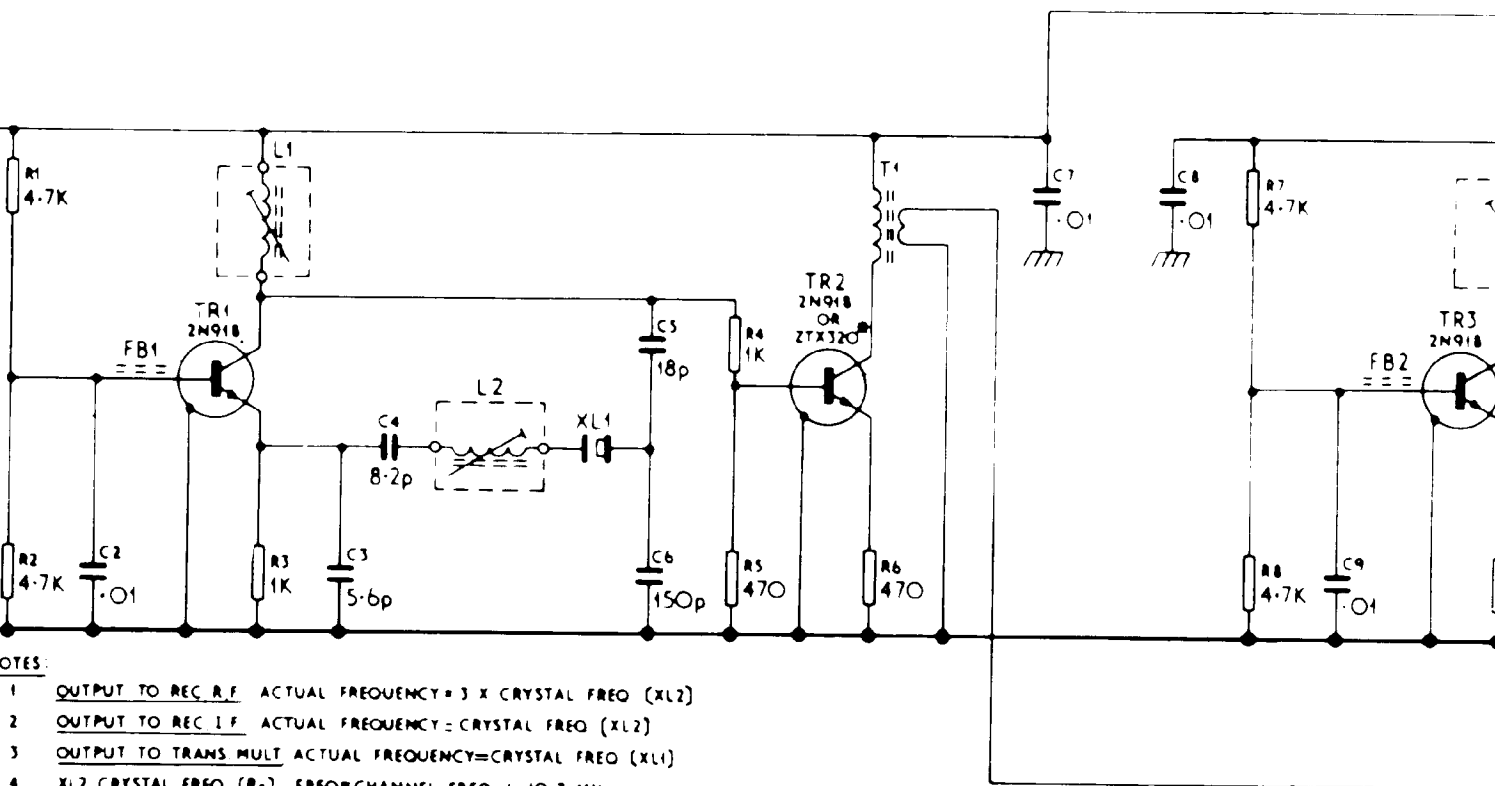 L1
R1
4·7K
T1
C7
·01
C8
·01
R7
4·7K
TR1
2N918
TR2
2N918
OR
ZTX320
TR3
2N918
FB1
FB2
C5
18p
R4
1K
L2
C4
8·2p
XL1
R2
4·7K
C2
·01
R3
1K
C3
5·6p
C6
150p
R5
470
R6
470
R8
4·7K
C9
·01
OTES:
1 OUTPUT TO REC R.F ACTUAL FREQUENCY = 3 X CRYSTAL FREQ (XL2)
2 OUTPUT TO REC I F ACTUAL FREQUENCY = CRYSTAL FREQ (XL2)
3 OUTPUT TO TRANS MULT ACTUAL FREQUENCY=CRYSTAL FREQ (XL1)
4 XL2 CRYSTAL FREQ